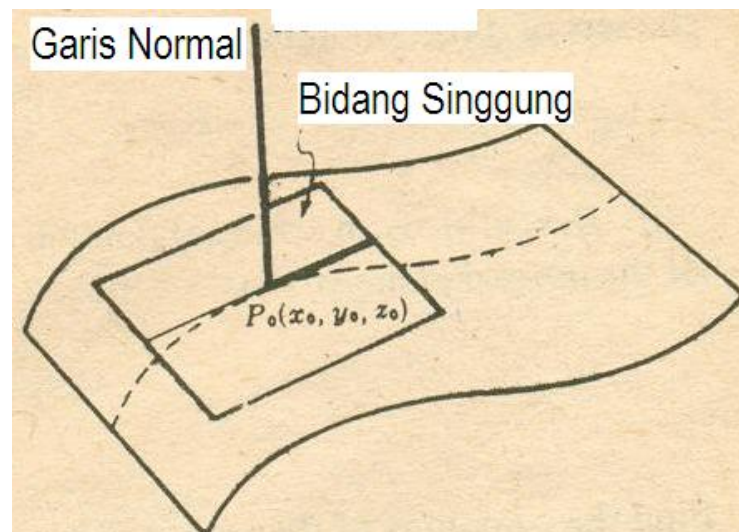 Garis Normal
Bidang Singgung
P₀(x₀, y₀, z₀)